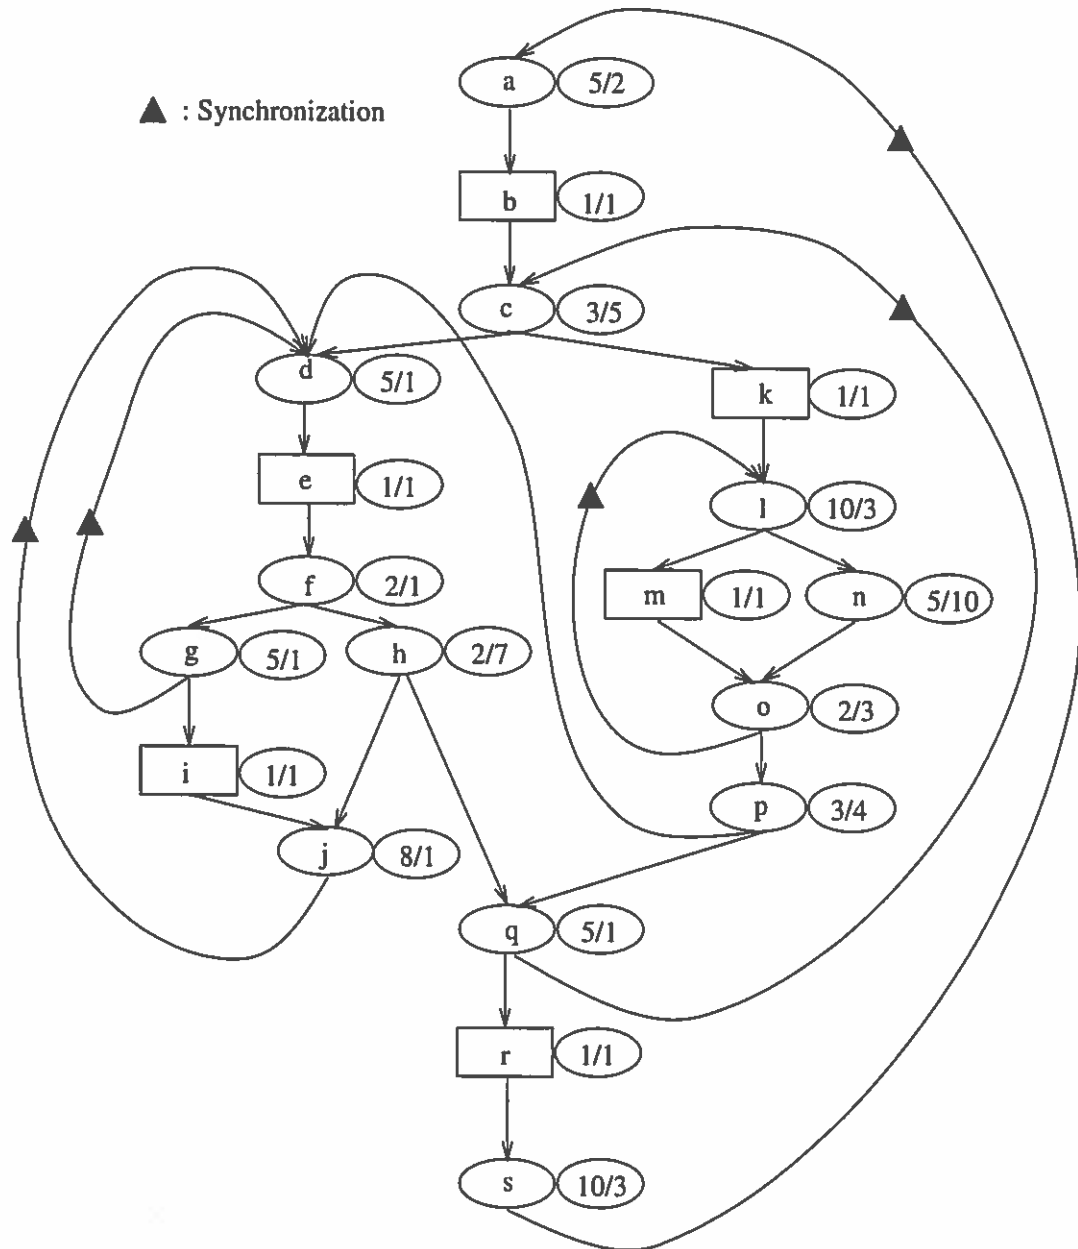 a 5/2
▲ : Synchronization
b 1/1
c 3/5
d 5/1
k 1/1
e 1/1
l 10/3
f 2/1
m 1/1
n 5/10
g 5/1
h 2/7
o 2/3
i 1/1
p 3/4
j 8/1
q 5/1
r 1/1
s 10/3